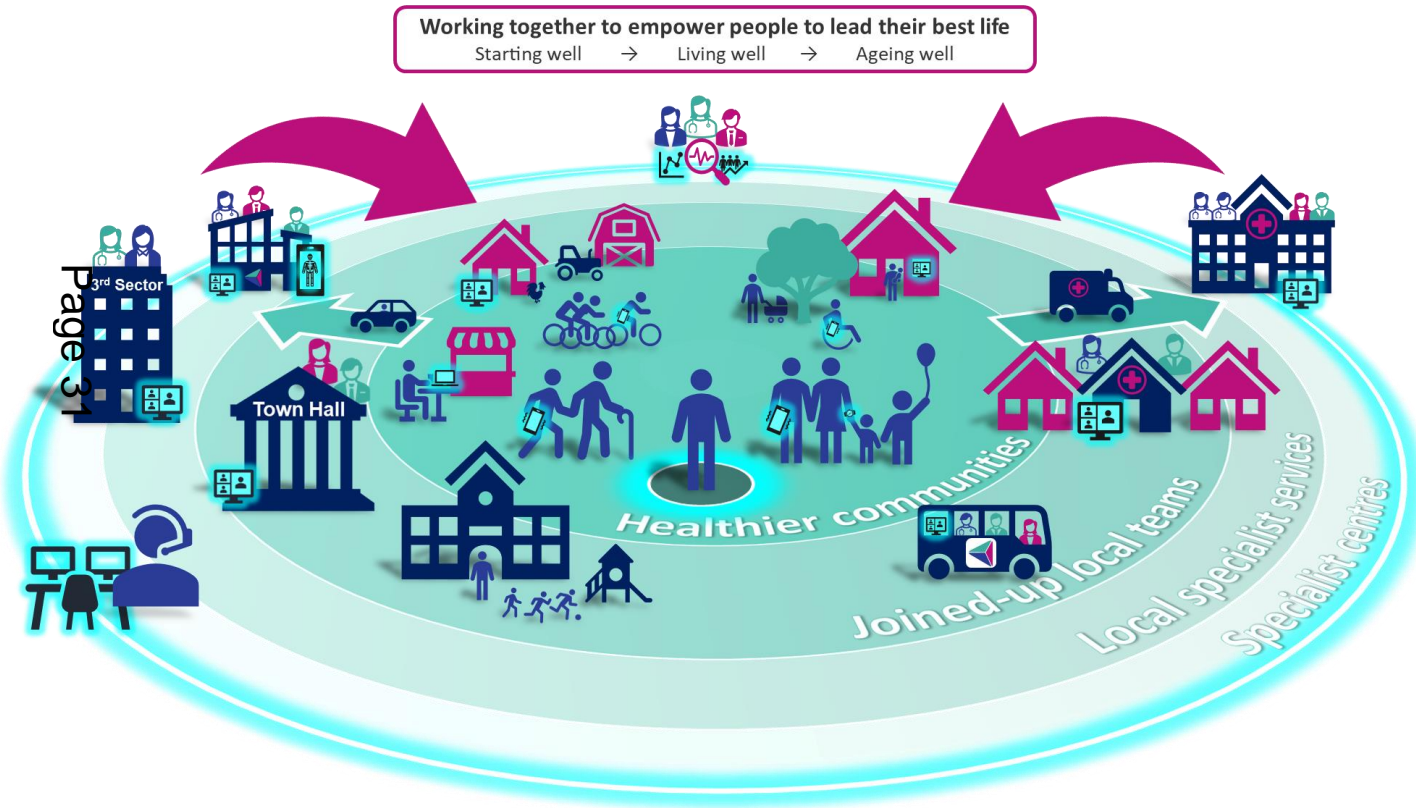 Working together to empower people to lead their best life
Starting well → Living well → Ageing well
3rd Sector
Page 31
Town Hall
Healthier communities
Joined-up local teams
Local specialist services
Specialist centres